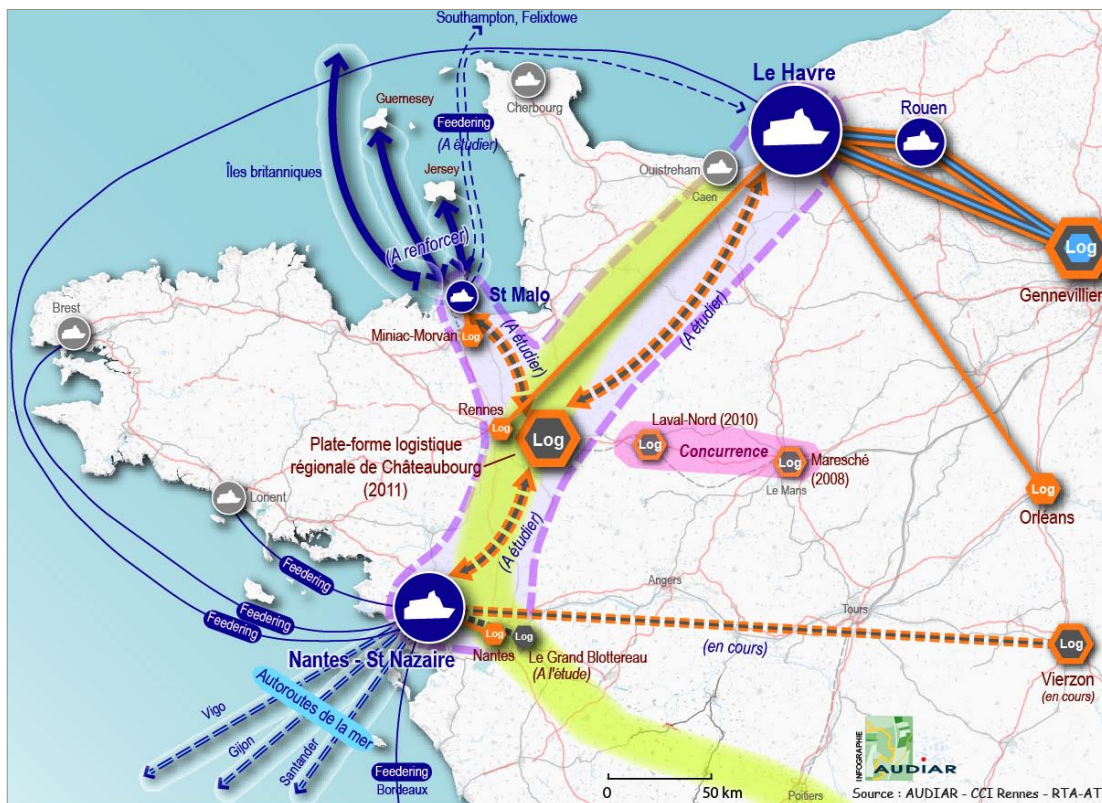 Southampton, Felixtowe
Le Havre
Rouen
Cherbourg
Guernesey
Feedering
(A étudier)
Îles britanniques
Jersey
Ouistreham
Caen
(A renforcer)
Log
Gennevillier
St Malo
Brest
Miniac-Morvan
Log
(A étudier)
(A étudier)
Rennes
Log
Log
Laval-Nord (2010)
Log
Concurrence
Log
Maresché
(2008)
Le Mans
Plate-forme logistique
régionale de Châteaubourg
(2011)
Lorient
Log
Orléans
(A étudier)
Feedering
Angers
Tours
Feedering
Feedering
Nantes - St Nazaire
Log
Nantes
Log
Le Grand Blottereau
(A l'étude)
(en cours)
Log
Vierzon
(en cours)
Autoroutes de la mer
Vigo
Gijon
Santander
Feedering
Bordeaux
0
50 km
Poitiers
INFOGRAPHIE
AUDIAR
Source : AUDIAR - CCI Rennes - RTA-AT